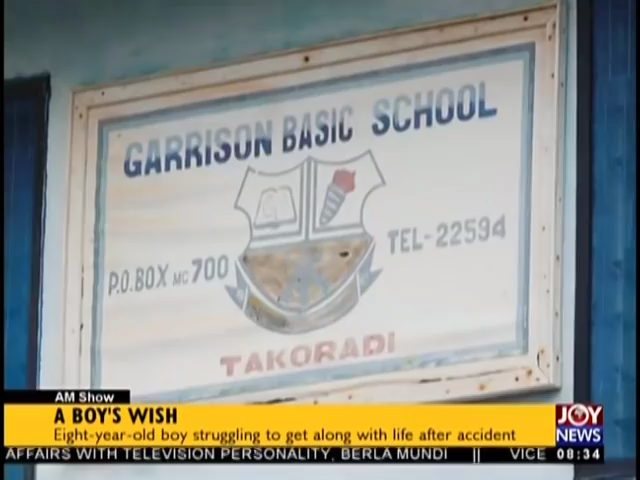 GARRISON BASIC SCHOOL
P.O.BOX MC 700
TEL-22594
TAKORADI
AM Show
A BOY'S WISH
Eight-year-old boy struggling to get along with life after accident
JOY
NEWS
AFFAIRS WITH TELEVISION PERSONALITY, BERLA MUNDI || VICE 08:34